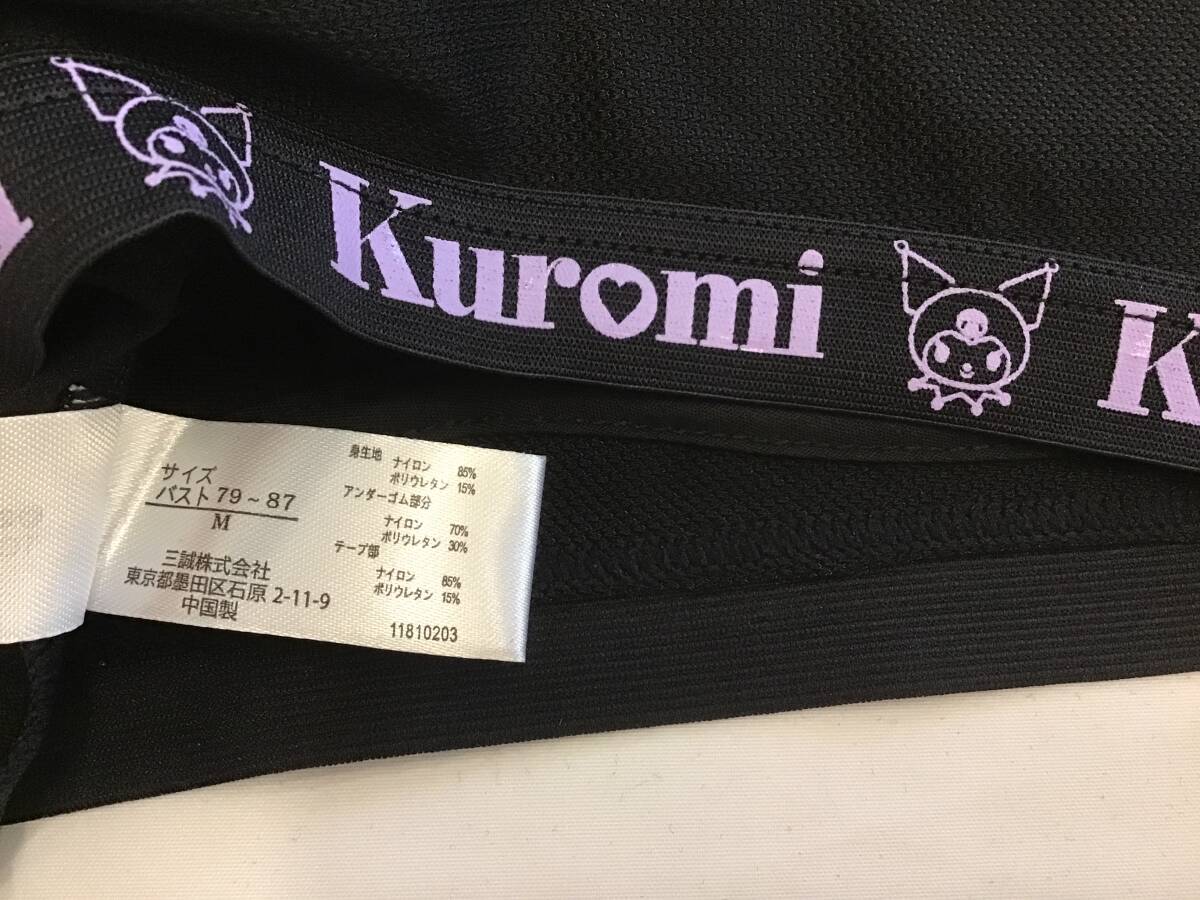 Kuromi
K
サイズ
バスト 79~87
M
三誠株式会社
東京都墨田区石原 2-11-9
中国製
身生地 ナイロン 85%
ポリウレタン 15%
アンダーゴム部分
ナイロン 70%
ポリウレタン 30%
テープ部
ナイロン 85%
ポリウレタン 15%
11810203